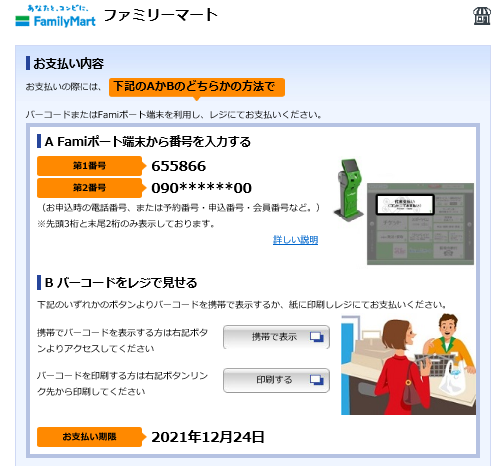 あなたと、コンビに、
FamilyMart ファミリーマート
お支払い内容
お支払いの際には、 下記のAかBのどちらかの方法で
バーコードまたはFamiポート端末を利用し、レジにてお支払いください。
A Famiポート端末から番号を入力する
第1番号 655866
第2番号 090******00
（お申込時の電話番号、または予約番号・申込番号・会員番号など。）
※先頭3桁と末尾2桁のみ表示しております。
詳しい説明
B バーコードをレジで見せる
下記のいずれかのボタンよりバーコードを携帯で表示するか、紙に印刷しレジにてお支払いください。
携帯でバーコードを表示する方は右記ボタ
ンよりアクセスしてください
携帯で表示
バーコードを印刷する方は右記ボタンリン
ク先から印刷してください
印刷する
お支払い期限 2021年12月24日